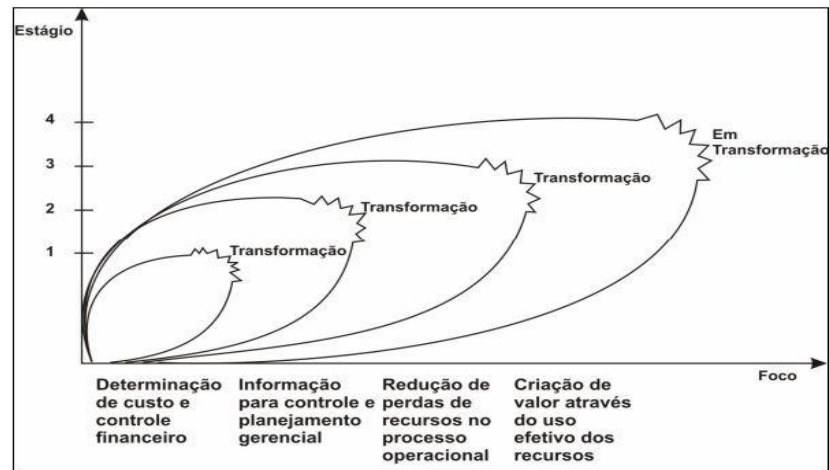 Estágio
4
3
2
1
Em
Transformação
Transformação
Transformação
Transformação
Foco
Determinação
de custo e
controle
financeiro
Informação
para controle e
planejamento
gerencial
Redução de
perdas de
recursos no
processo
operacional
Criação de
valor através
do uso
efetivo dos
recursos